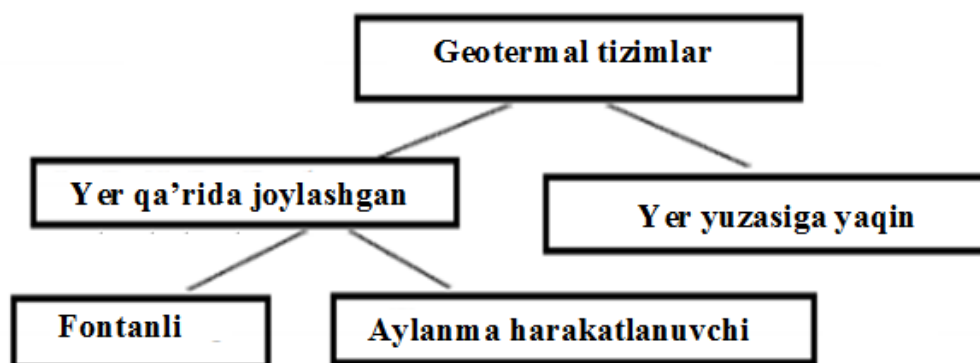 Geotermal tizimlar
Yer qa’rida joylashgan
Yer yuzasiga yaqin
Fontanli
Aylanma harakatlanuvchi